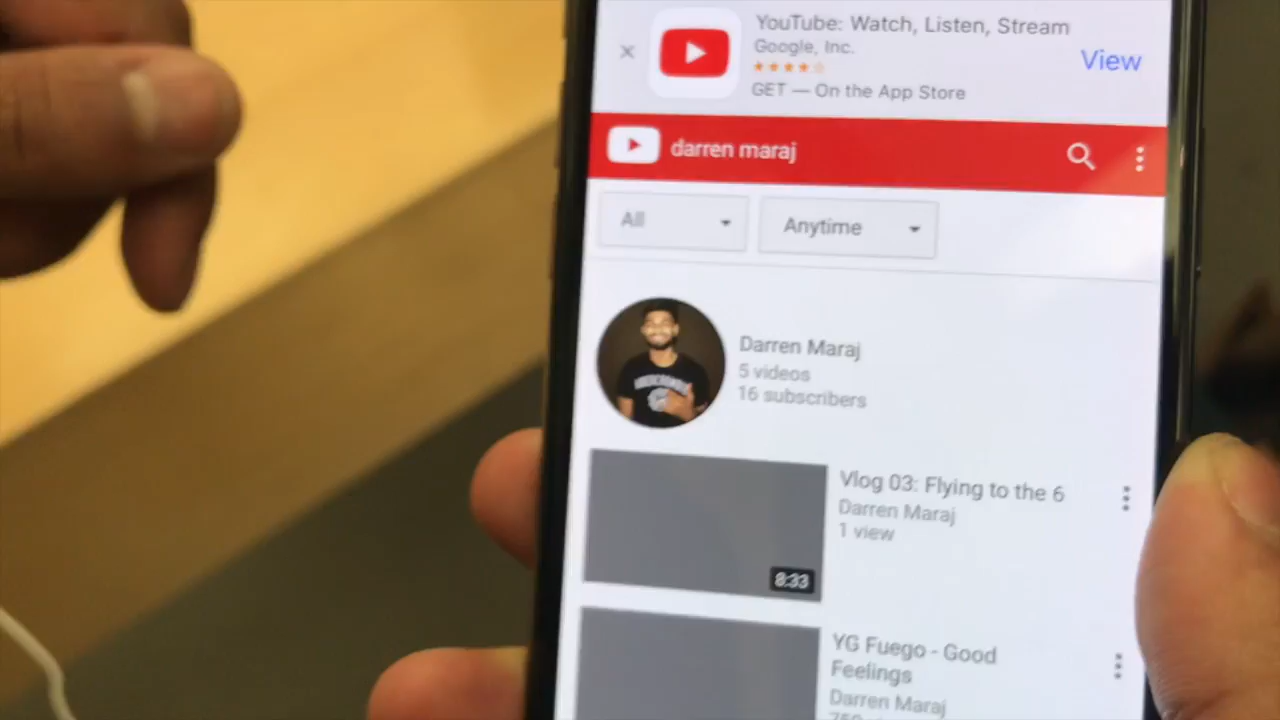 YouTube: Watch, Listen, Stream
Google, Inc.
GET — On the App Store
View
darren maraj
All
Anytime
Darren Maraj
5 videos
16 subscribers
Vlog 03: Flying to the 6
Darren Maraj
1 view
8:33
YG Fuego - Good
Feelings
Darren Maraj